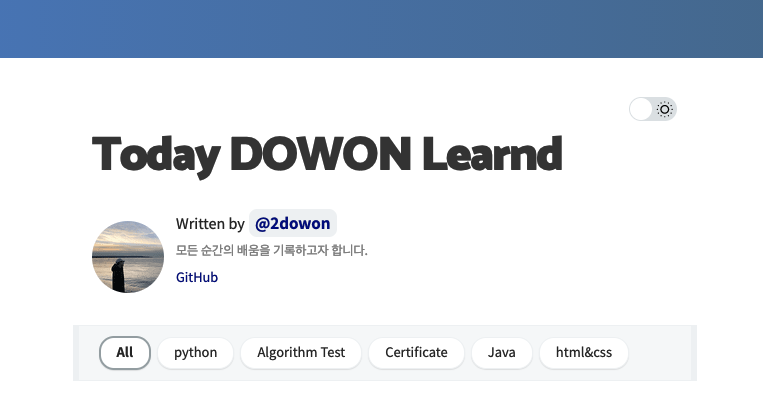 Today DOWON Learnd
Written by @2dowon
모든 순간의 배움을 기록하고자 합니다.
GitHub
All python Algorithm Test Certificate Java html&css